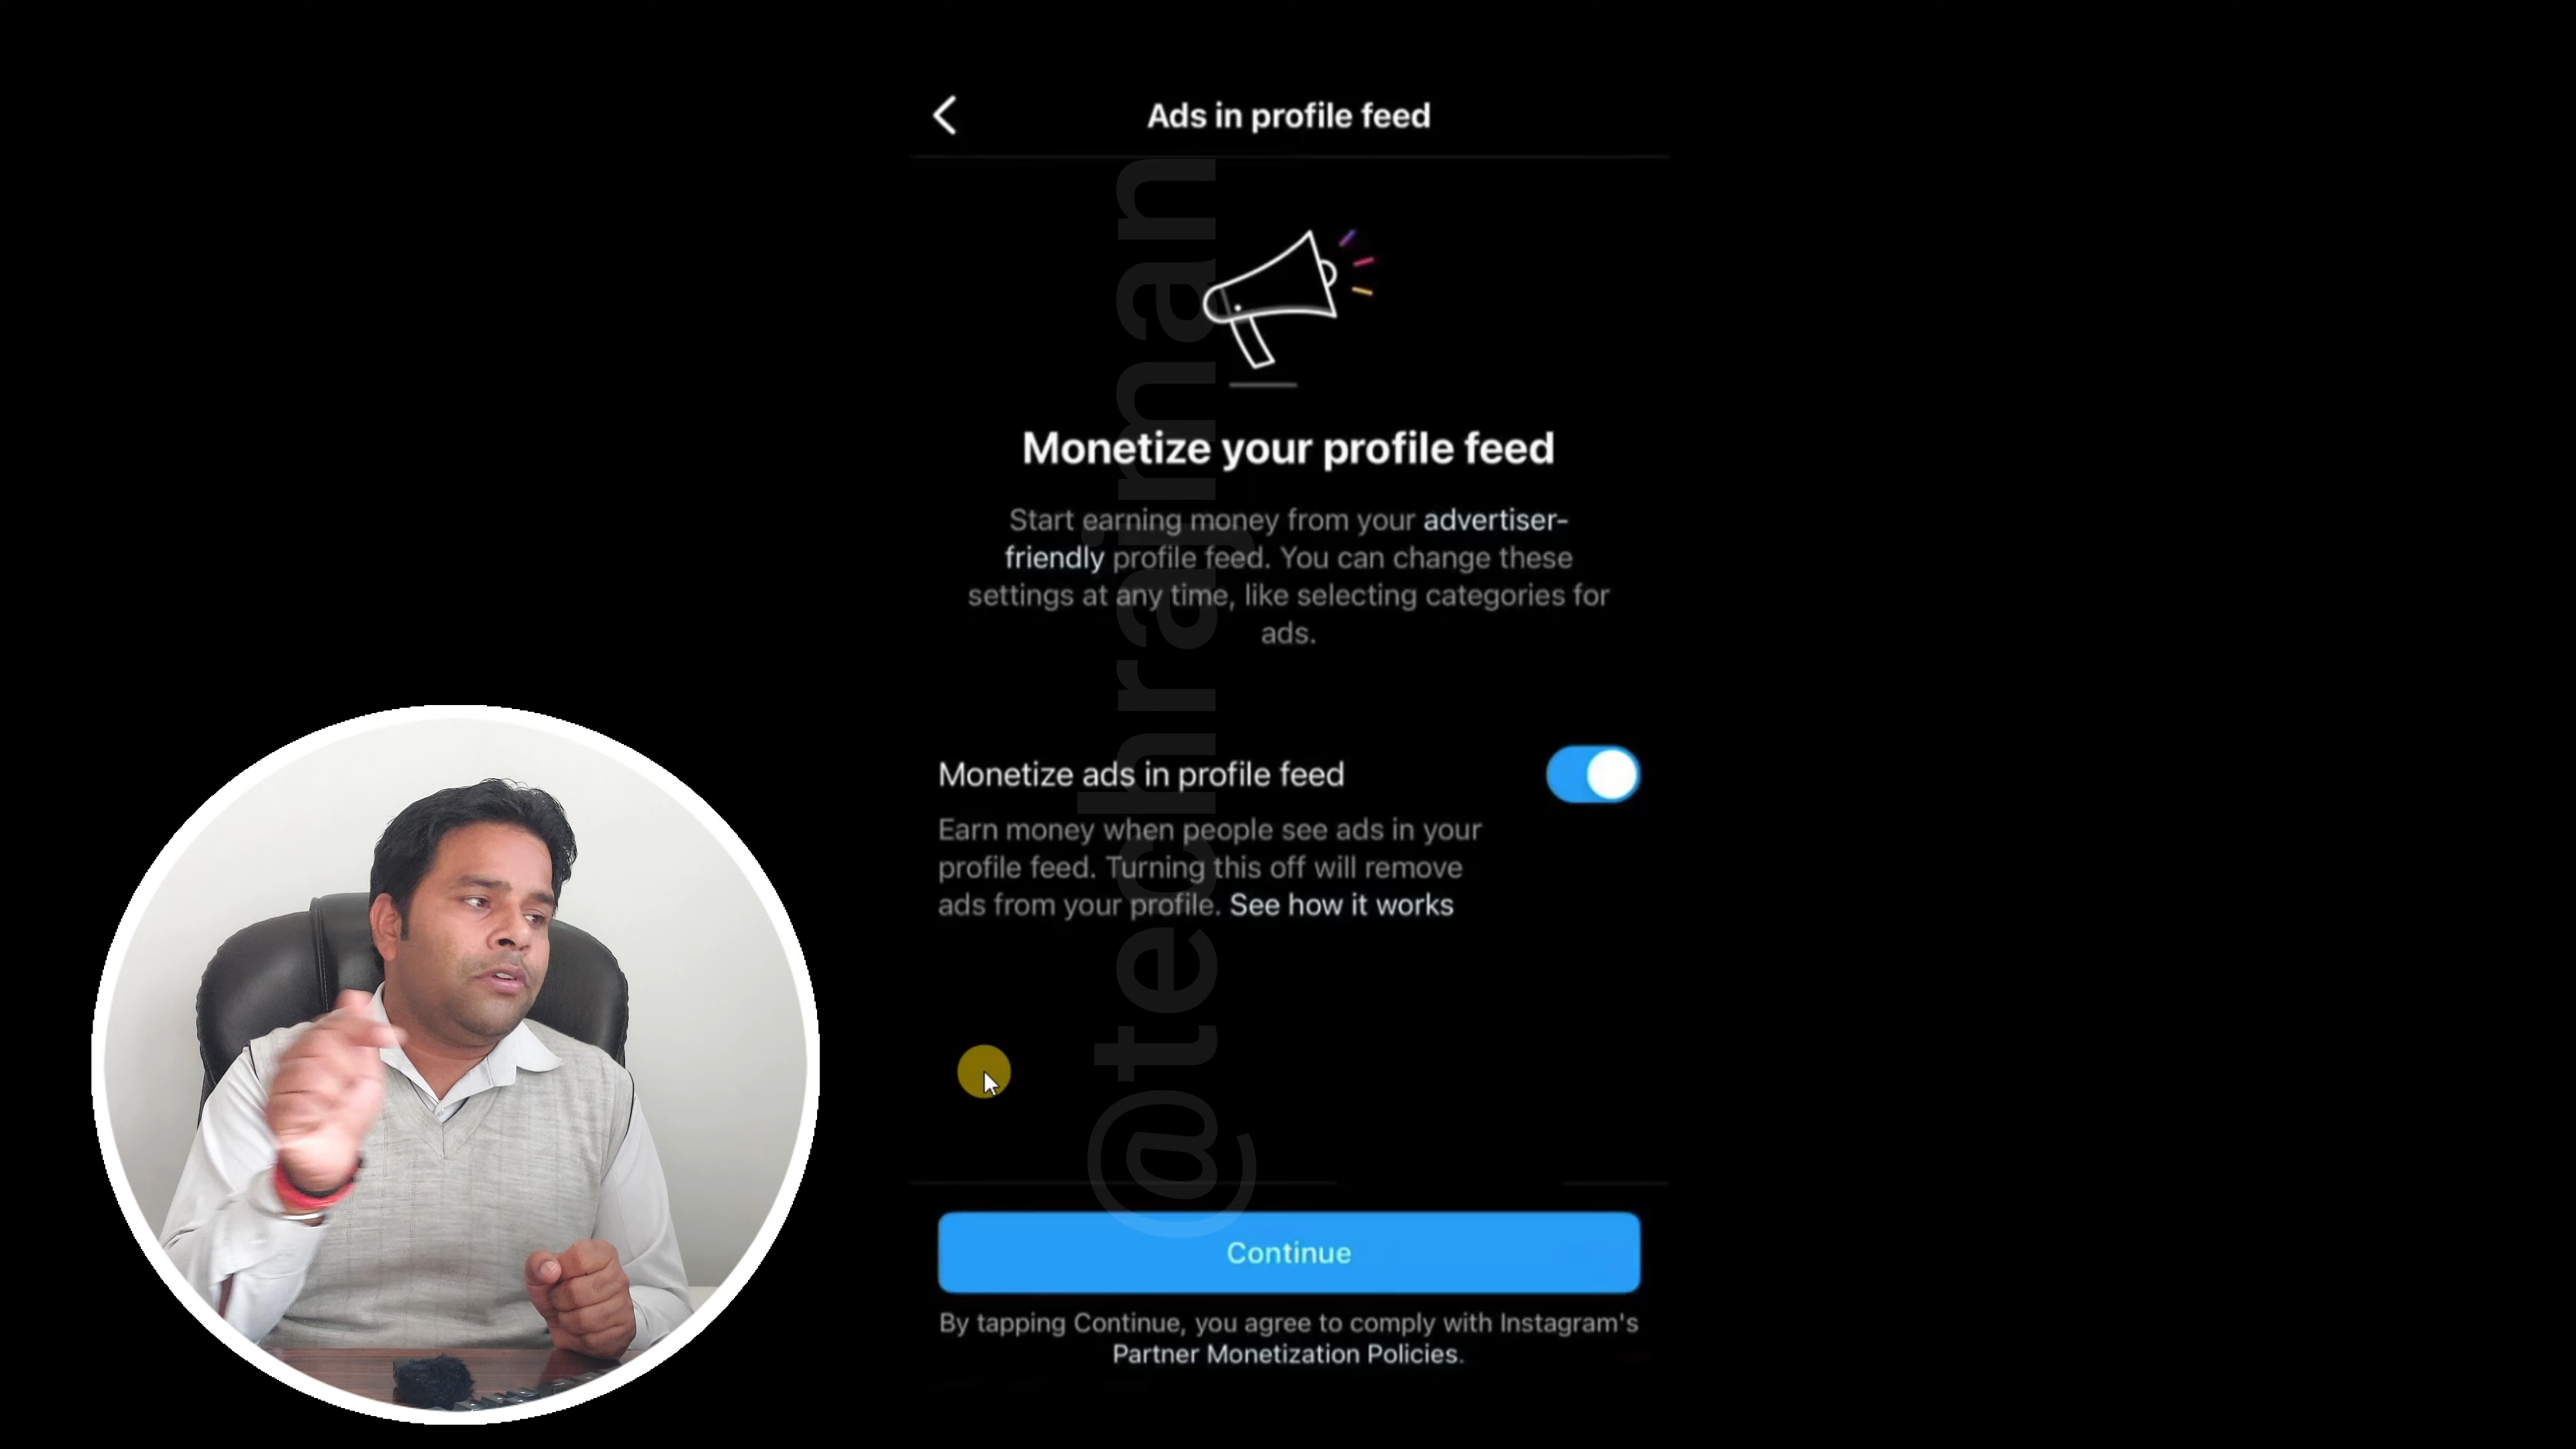 Ads in profile feed
Monetize your profile feed
Start earning money from your advertiser-
friendly profile feed. You can change these
settings at any time, like selecting categories for
ads.
Monetize ads in profile feed
Earn money when people see ads in your
profile feed. Turning this off will remove
ads from your profile. See how it works
Continue
By tapping Continue, you agree to comply with Instagram's
Partner Monetization Policies.
@techrajman